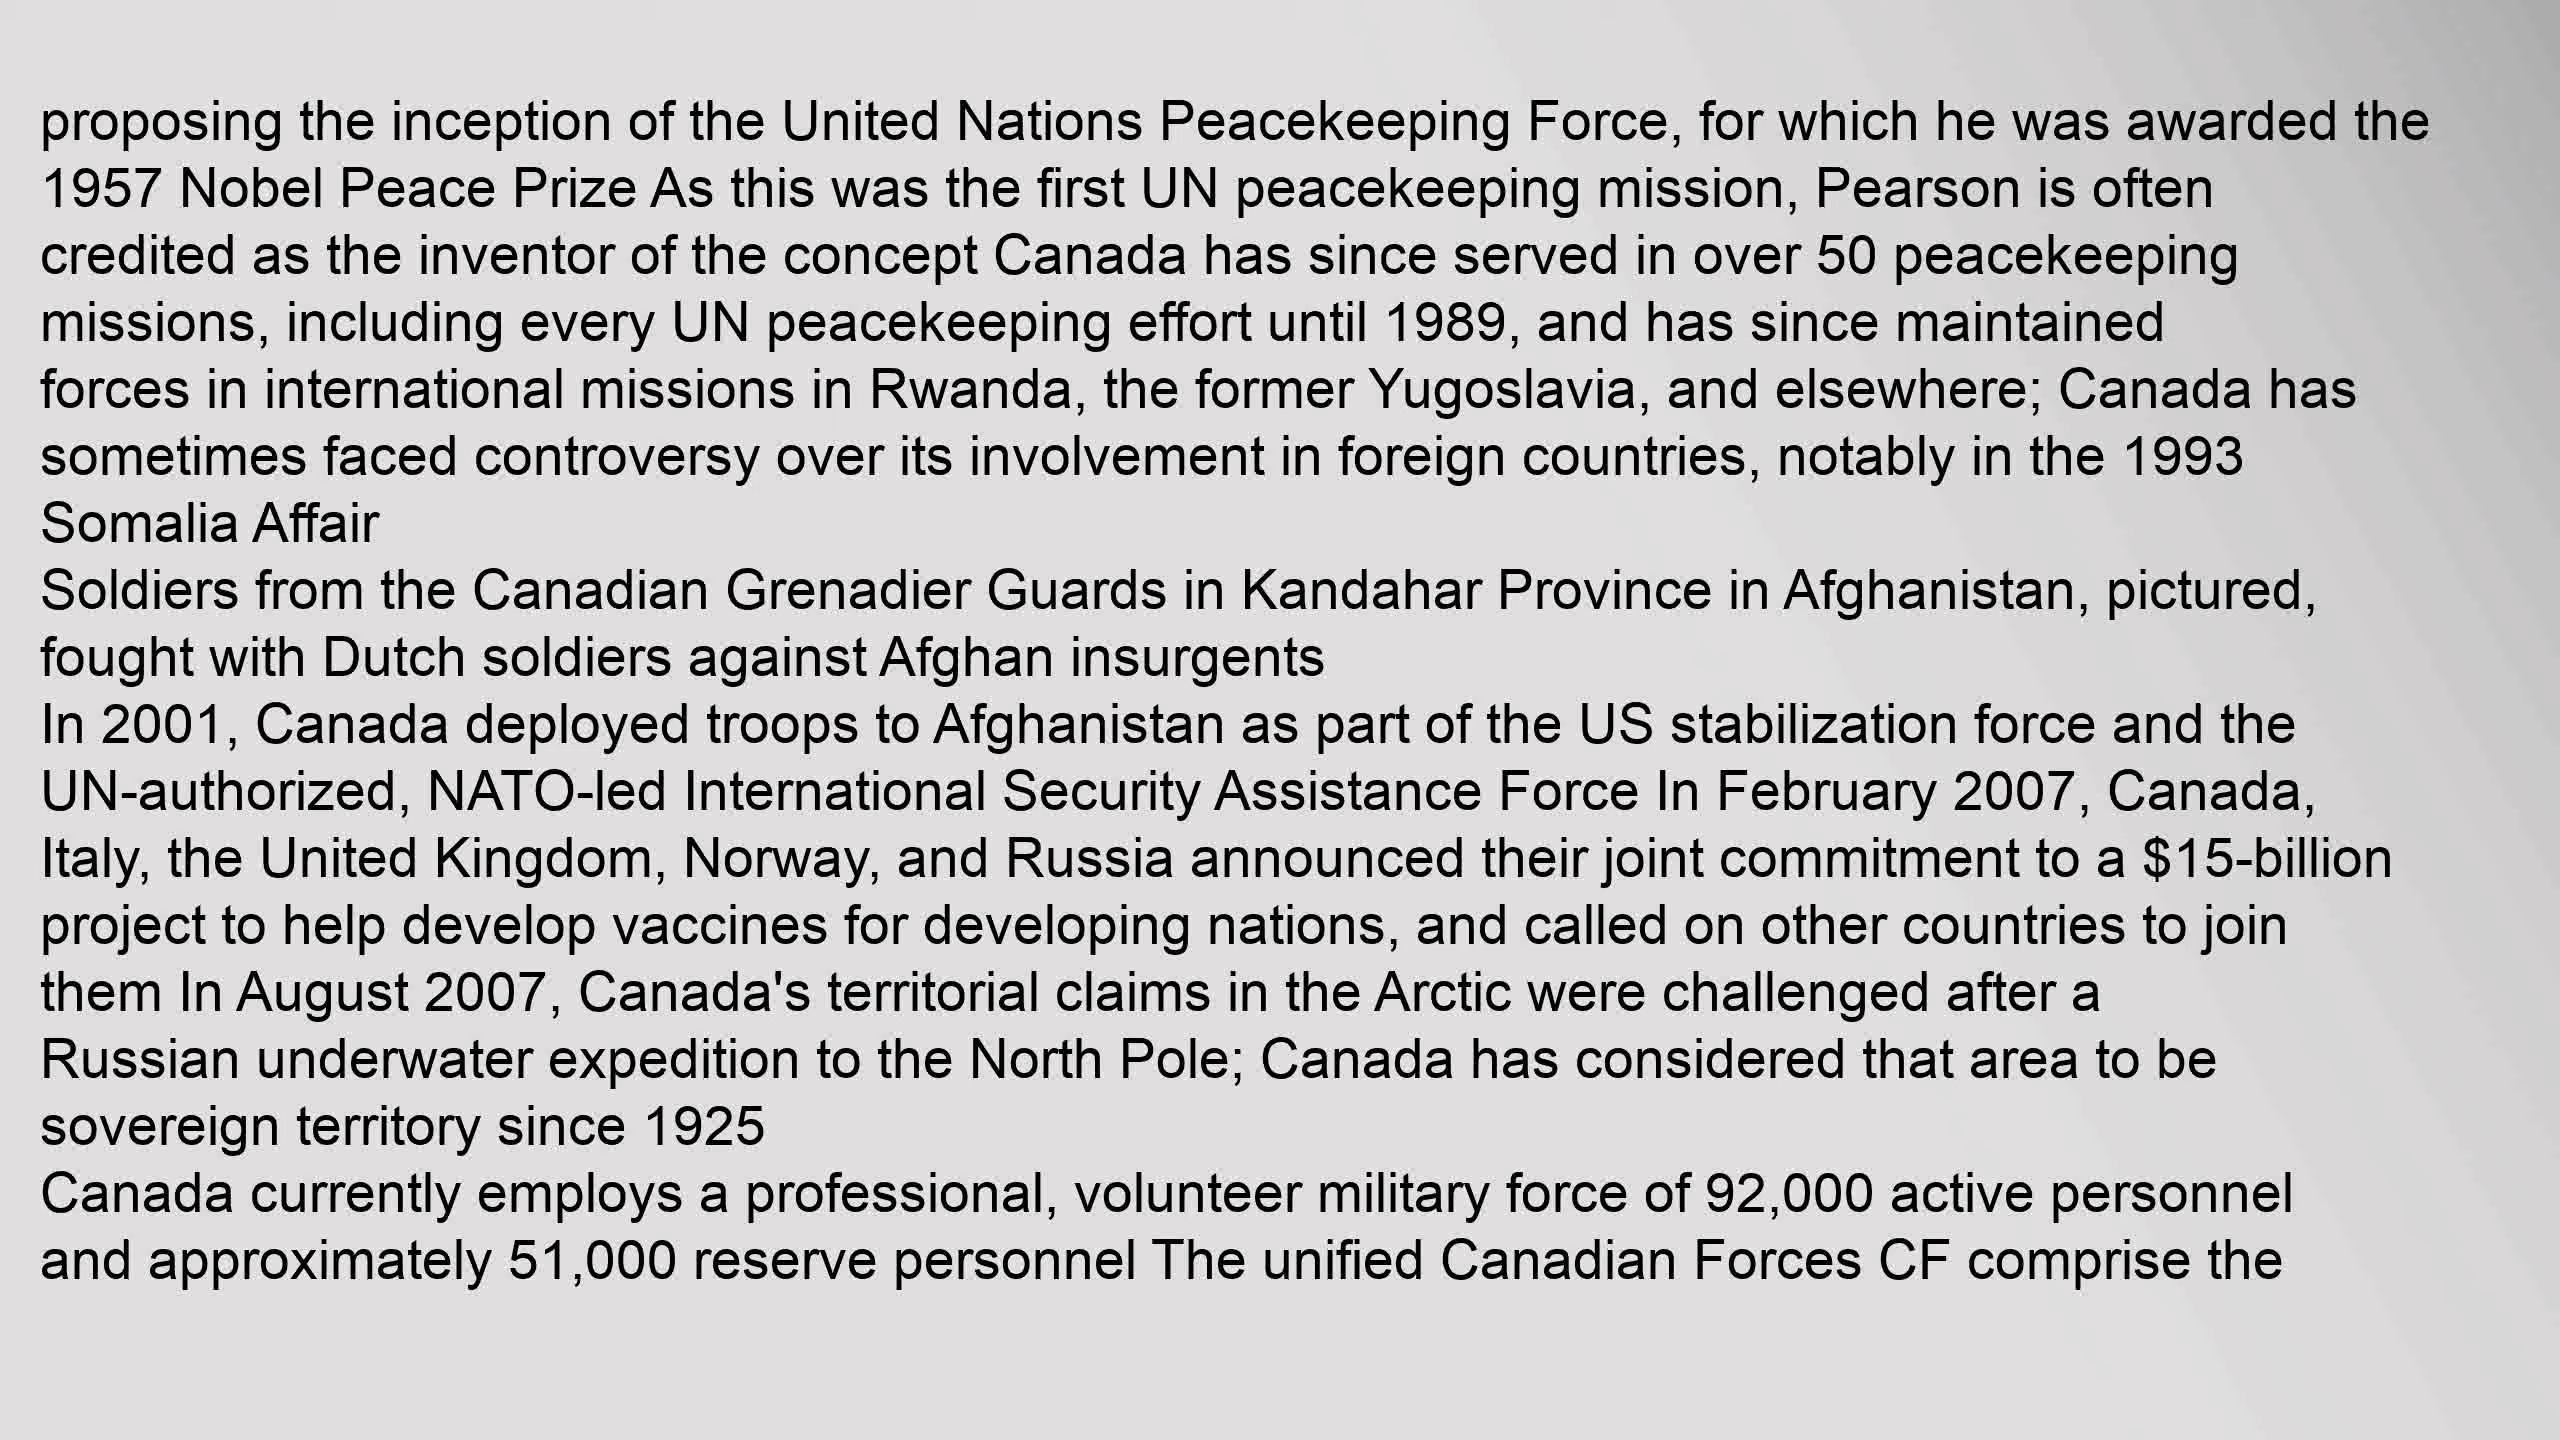 proposing the inception of the United Nations Peacekeeping Force, for which he was awarded the
1957 Nobel Peace Prize As this was the first UN peacekeeping mission, Pearson is often
credited as the inventor of the concept Canada has since served in over 50 peacekeeping
missions, including every UN peacekeeping effort until 1989, and has since maintained
forces in international missions in Rwanda, the former Yugoslavia, and elsewhere; Canada has
sometimes faced controversy over its involvement in foreign countries, notably in the 1993
Somalia Affair
Soldiers from the Canadian Grenadier Guards in Kandahar Province in Afghanistan, pictured,
fought with Dutch soldiers against Afghan insurgents
In 2001, Canada deployed troops to Afghanistan as part of the US stabilization force and the
UN-authorized, NATO-led International Security Assistance Force In February 2007, Canada,
Italy, the United Kingdom, Norway, and Russia announced their joint commitment to a $15-billion
project to help develop vaccines for developing nations, and called on other countries to join
them In August 2007, Canada's territorial claims in the Arctic were challenged after a
Russian underwater expedition to the North Pole; Canada has considered that area to be
sovereign territory since 1925
Canada currently employs a professional, volunteer military force of 92,000 active personnel
and approximately 51,000 reserve personnel The unified Canadian Forces CF comprise the